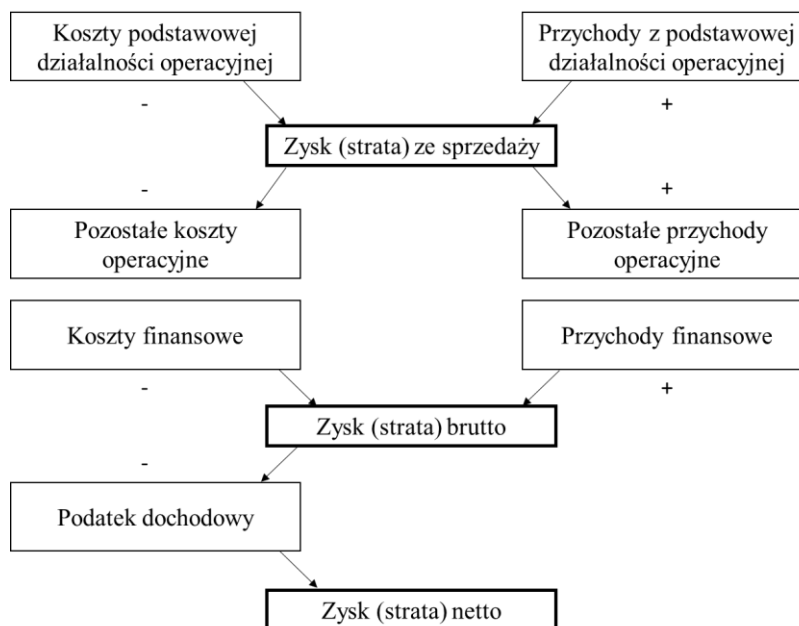 Koszty podstawowej
działalności operacyjnej
Przychody z podstawowej
działalności operacyjnej
-
+
Zysk (strata) ze sprzedaży
-
+
Pozostałe koszty
operacyjne
Pozostałe przychody
operacyjne
Koszty finansowe
Przychody finansowe
-
+
Zysk (strata) brutto
-
Podatek dochodowy
Zysk (strata) netto